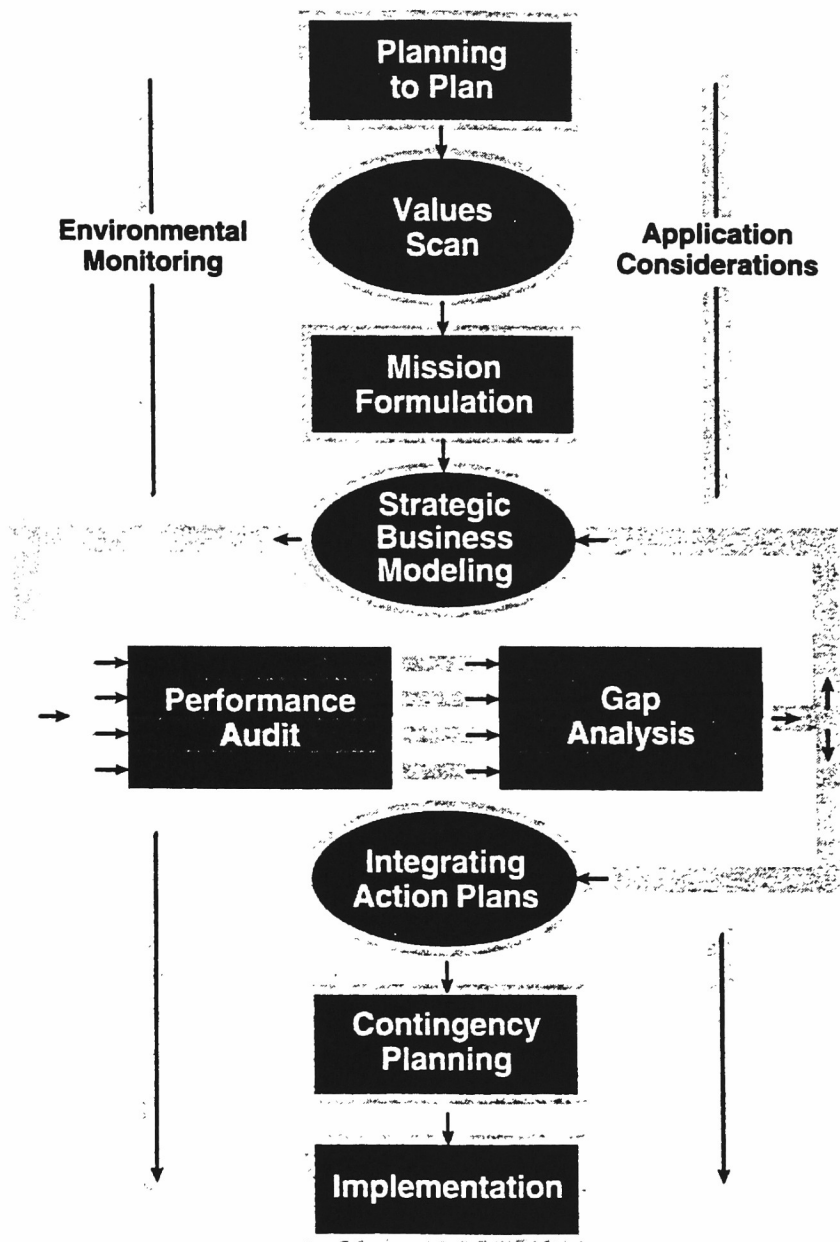 Planning
to Plan
Values
Scan
Environmental
Monitoring
Application
Considerations
Mission
Formulation
Strategic
Business
Modeling
Performance
Audit
Gap
Analysis
Integrating
Action Plans
Contingency
Planning
Implementation